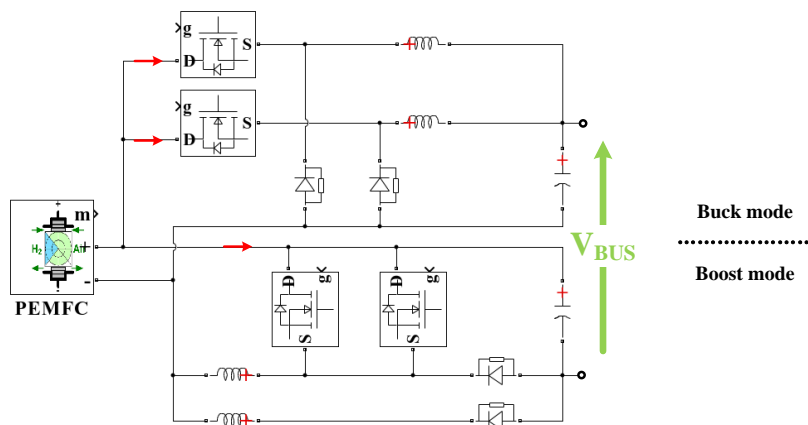 g
S
D
g
S
D
m
+
H2
Air
+
-
PEMFC
D
g
S
D
g
S
+
+
+
+
+
+
VBUS
Buck mode
Boost mode